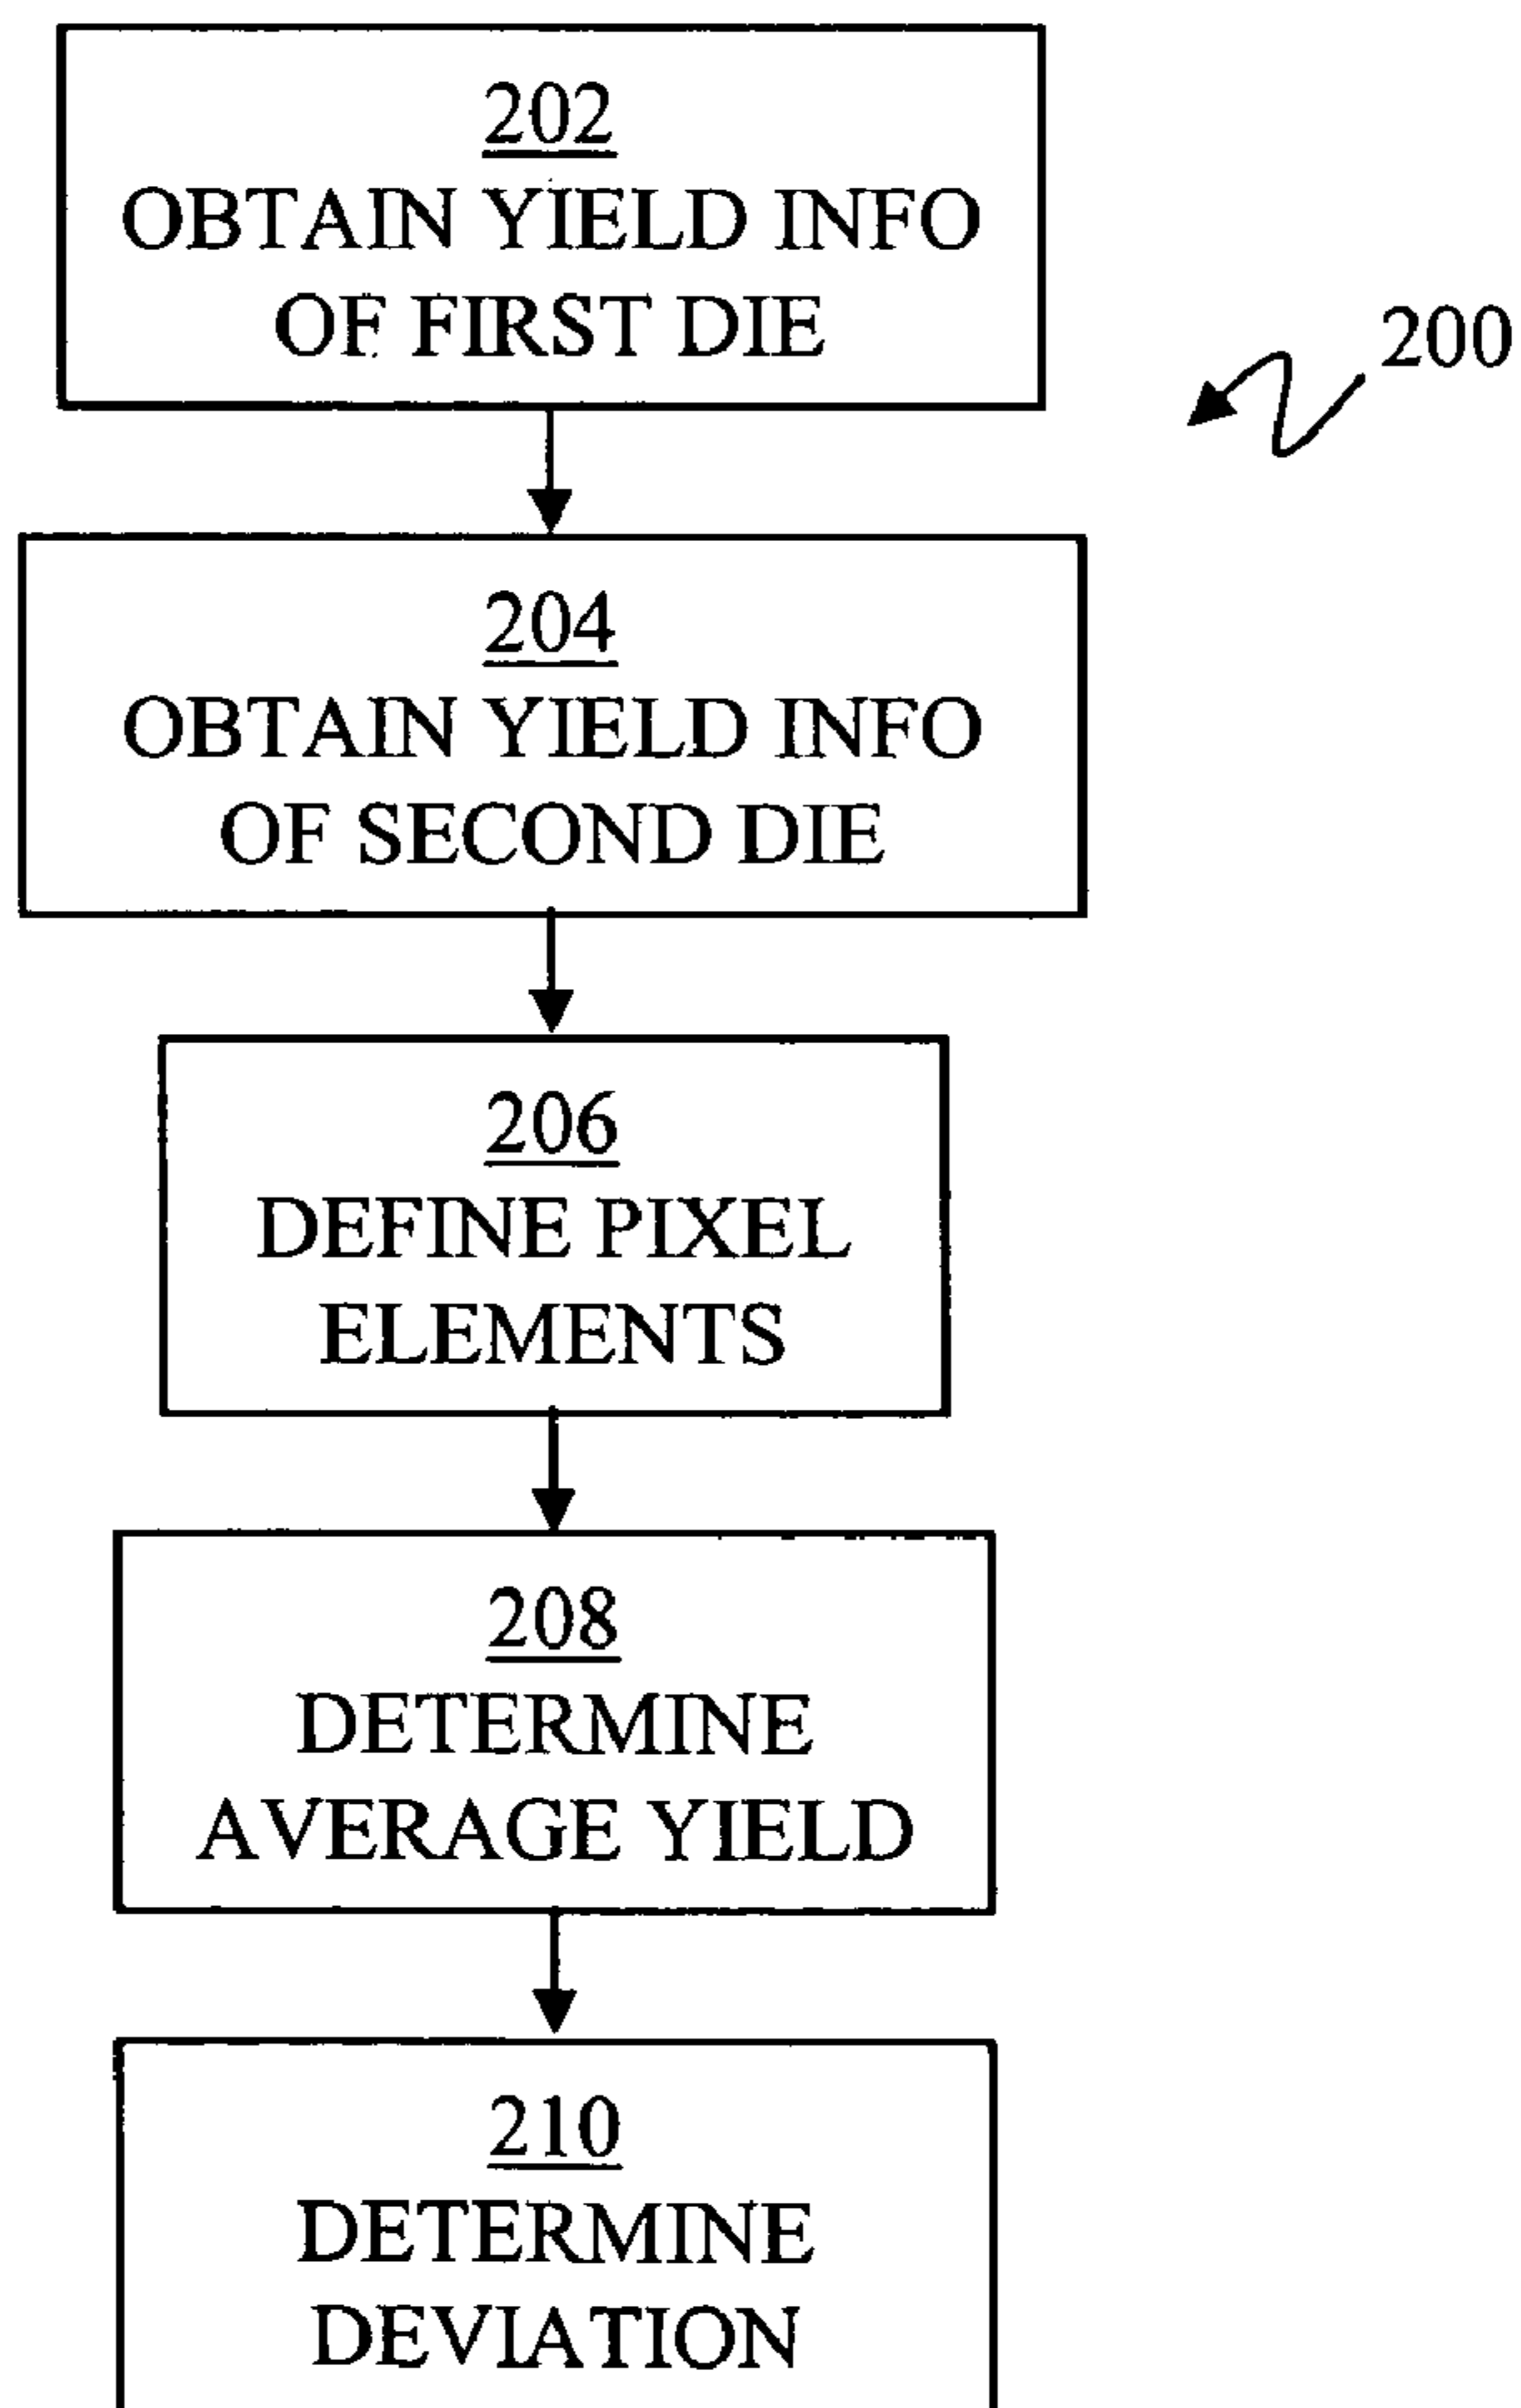 202
OBTAIN YIELD INFO
OF FIRST DIE
200
204
OBTAIN YIELD INFO
OF SECOND DIE
206
DEFINE PIXEL
ELEMENTS
208
DETERMINE
AVERAGE YIELD
210
DETERMINE
DEVIATION